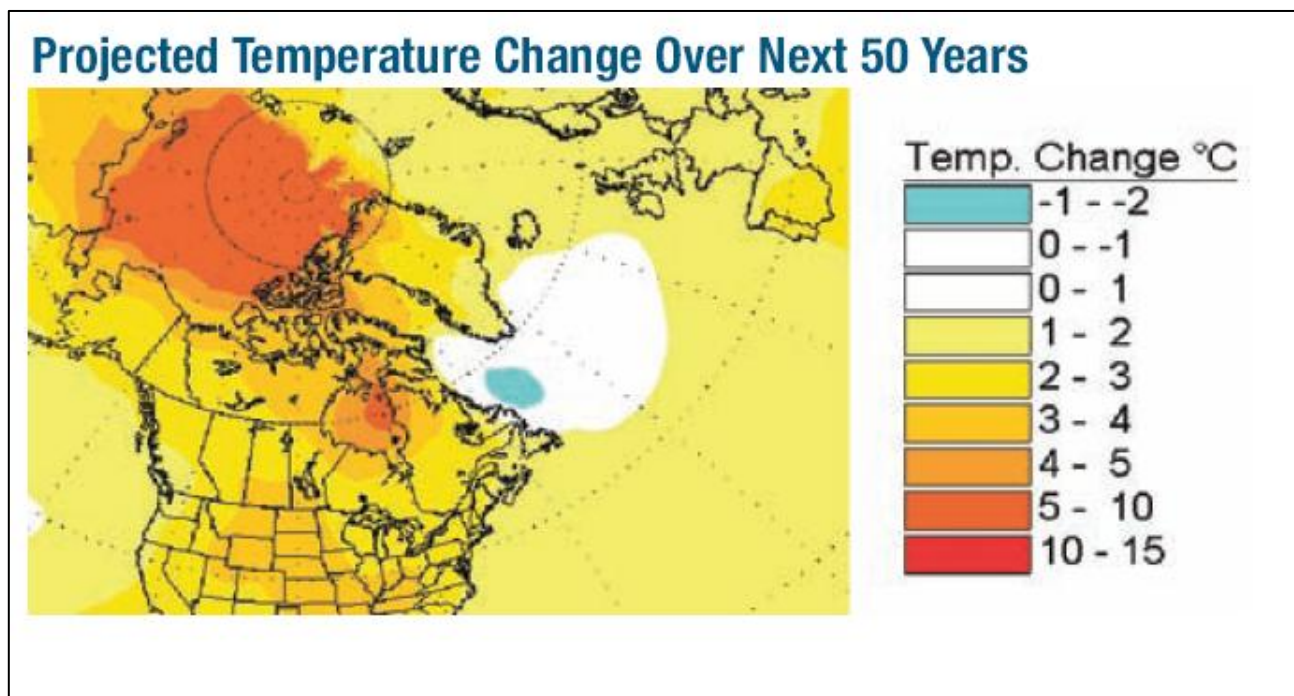 Projected Temperature Change Over Next 50 Years
Temp. Change °C
-1 - -2
0 - -1
0 - 1
1 - 2
2 - 3
3 - 4
4 - 5
5 - 10
10 - 15